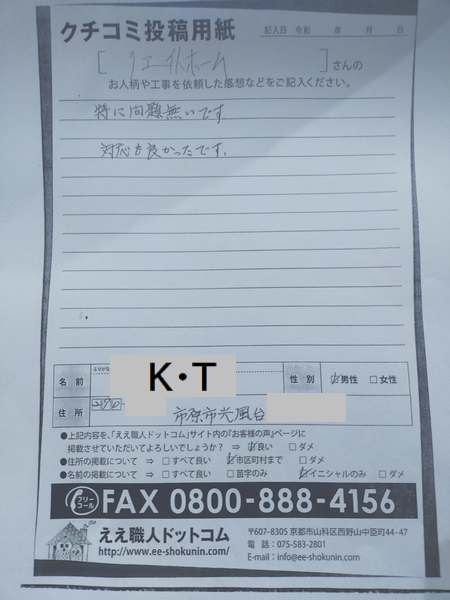 クチコミ投稿用紙
記入日 令和 年 月 日
[クエイトホーム]さんの
お人柄や工事を依頼した感想などをご記入ください。
特に問題無いです
対応も良かったです。
ふりがな
名前 K・T 性別 ☑男性 □女性
住所 市原市光風台
●上記内容を、「ええ職人ドットコム」サイト内の『お客様の声』ページに
掲載させていただいてよろしいでしょうか? ⇒ ☑良い □ダメ
●住所の掲載について ⇒ □すべて良い ☑市区町村まで □ダメ
●名前の掲載について ⇒ □すべて良い □苗字のみ ☑イニシャルのみ □ダメ
フリーコール FAX 0800-888-4156
ええ職人ドットコム
http://www.ee-shokunin.com/
〒607-8305 京都市山科区西野山中臣町44-47
電話:075-583-2801
E-mail:info@ee-shokunin.com